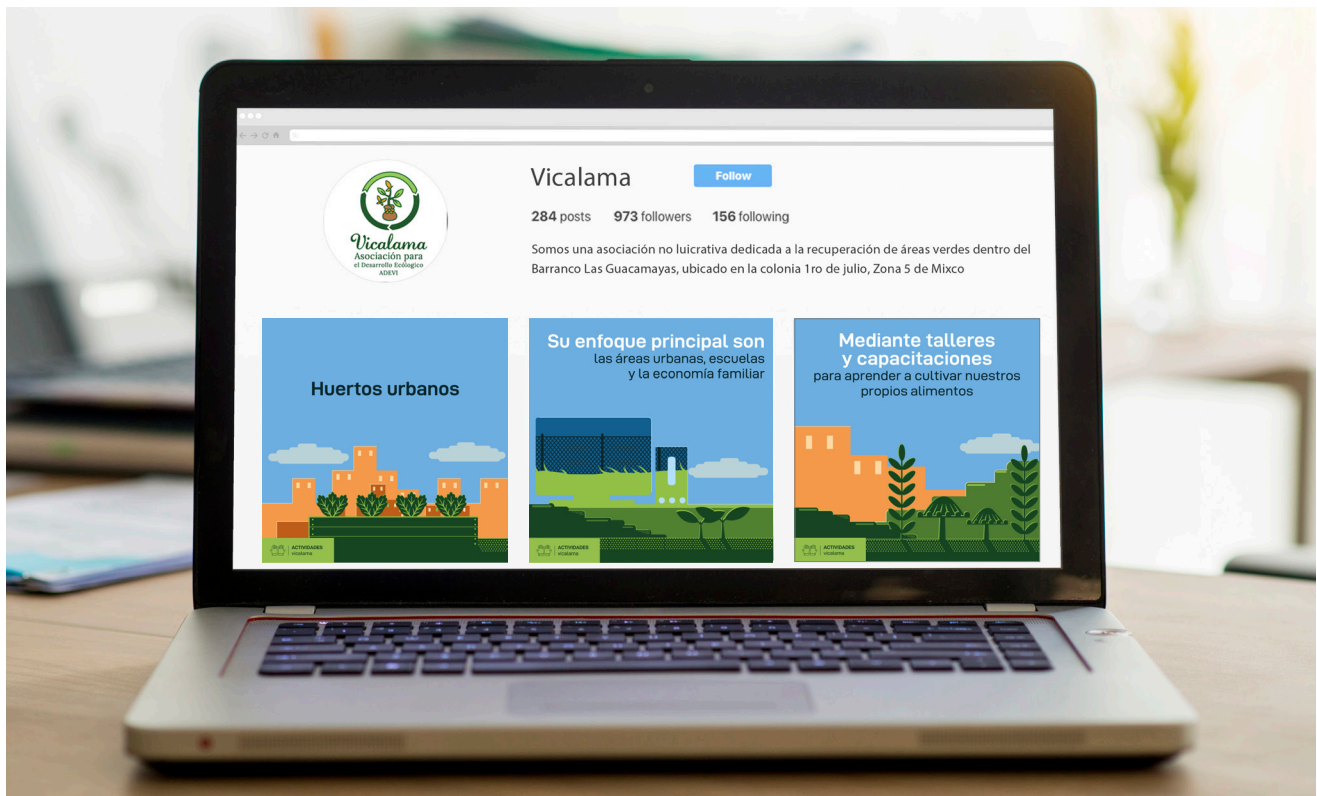 Vicalama
Asociación para
el Desarrollo Ecólogico
ADEVI
Vicalama
Follow
284 posts 973 followers 156 following
Somos una asociación no luicrativa dedicada a la recuperación de áreas verdes dentro del
Barranco Las Guacamayas, ubicado en la colonia 1ro de julio, Zona 5 de Mixco
Huertos urbanos
ACTIVIDADES
vicalama
Su enfoque principal son
las áreas urbanas, escuelas
y la economía familiar
ACTIVIDADES
vicalama
Mediante talleres
y capacitaciones
para aprender a cultivar nuestros
propios alimentos
ACTIVIDADES
vicalama